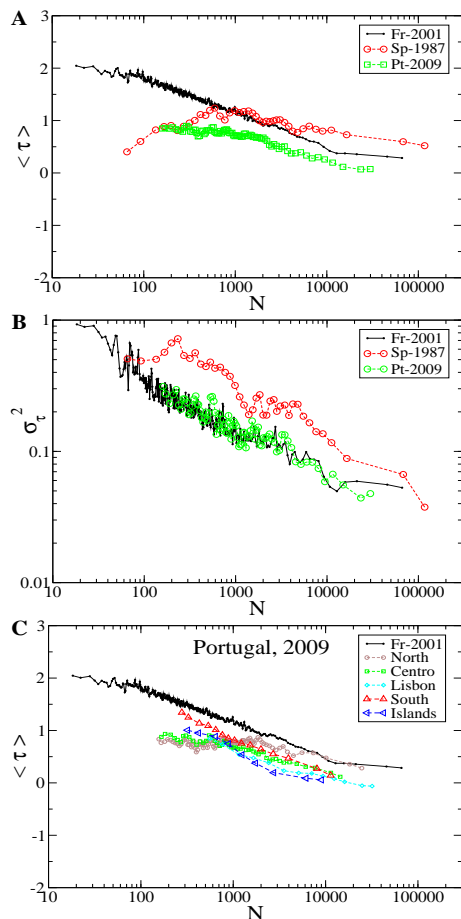 A
3
2
1
0
-1
-2
< τ >
Fr-2001
Sp-1987
Pt-2009
10 100 1000 10000 100000
N
B
1
0.1
0.01
σ_τ^2
Fr-2001
Sp-1987
Pt-2009
10 100 1000 10000 100000
N
C
3
2
1
0
-1
-2
< τ >
Portugal, 2009
Fr-2001
North
Centro
Lisbon
South
Islands
10 100 1000 10000 100000
N